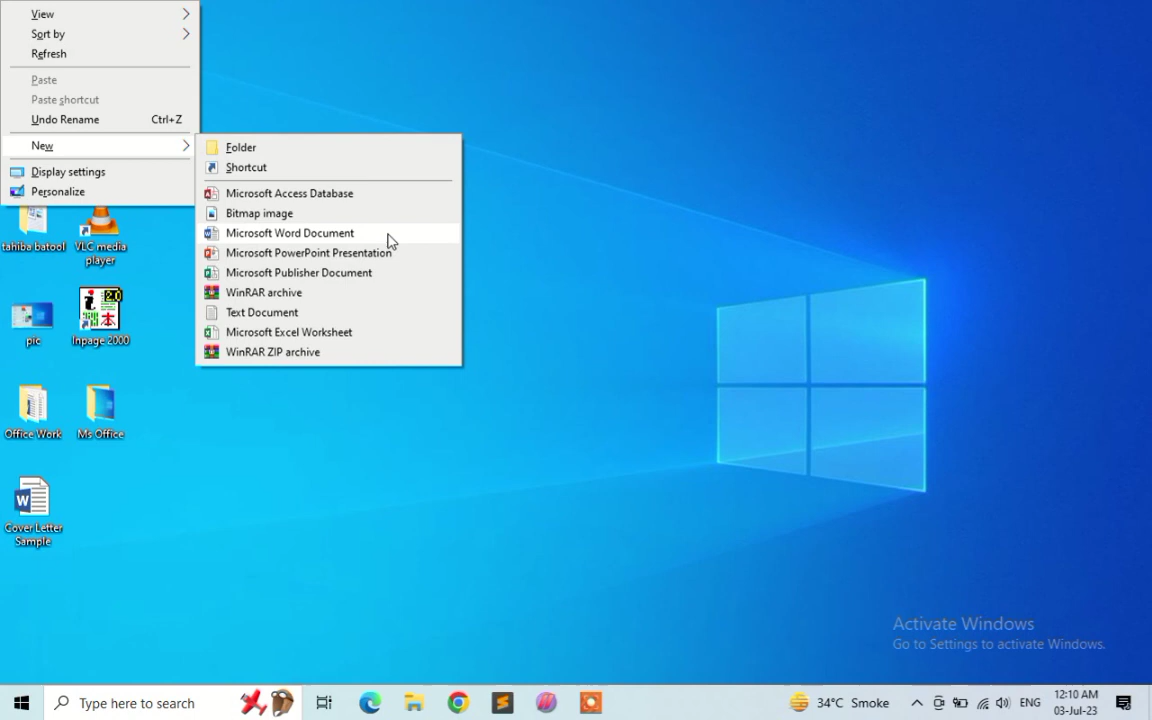 View
Sort by
Refresh
Paste
Paste shortcut
Undo Rename Ctrl+Z
New
Display settings
Personalize
Folder
Shortcut
Microsoft Access Database
Bitmap image
Microsoft Word Document
Microsoft PowerPoint Presentation
Microsoft Publisher Document
WinRAR archive
Text Document
Microsoft Excel Worksheet
WinRAR ZIP archive
tahiba batool
VLC media
player
pic
Inpage 2000
Office Work
Ms Office
Cover Letter
Sample
Activate Windows
Go to Settings to activate Windows.
Type here to search
34°C Smoke
ENG
12:10 AM
03-Jul-23